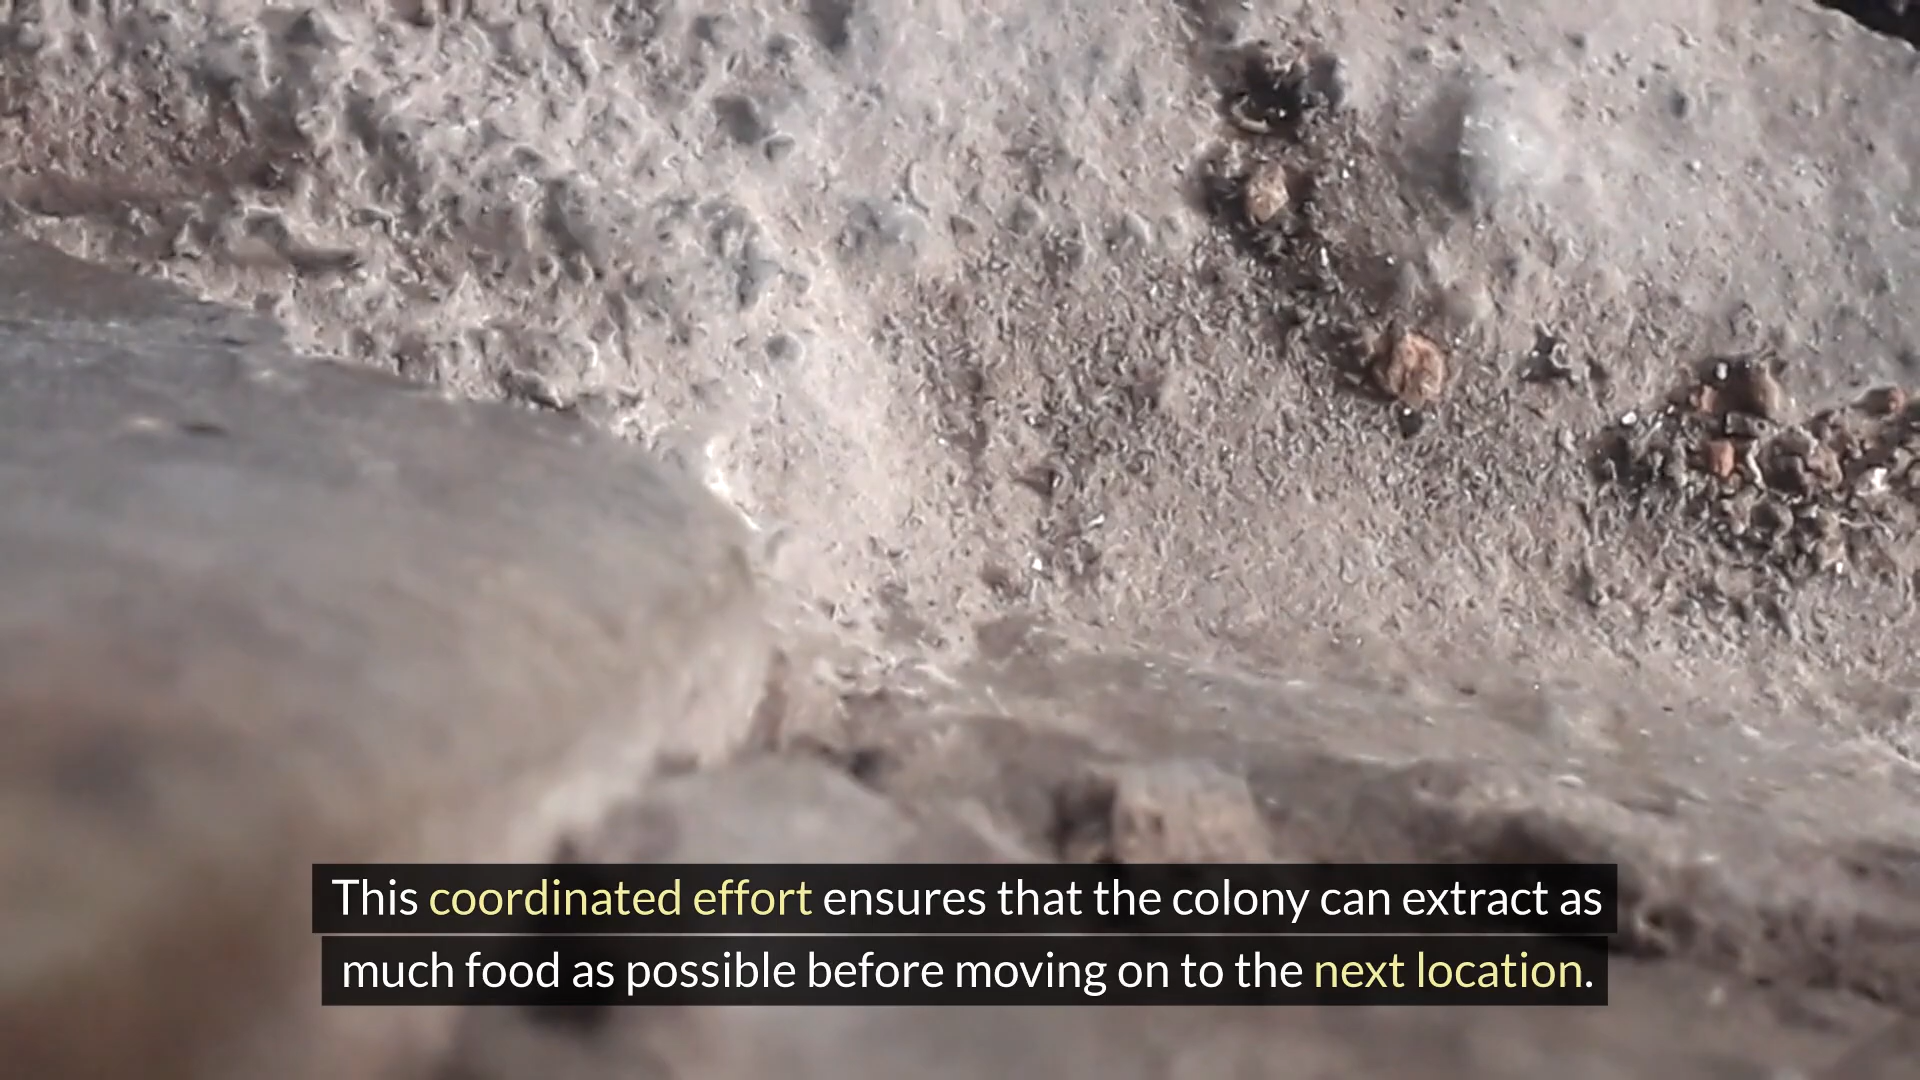 This coordinated effort ensures that the colony can extract as
much food as possible before moving on to the next location.